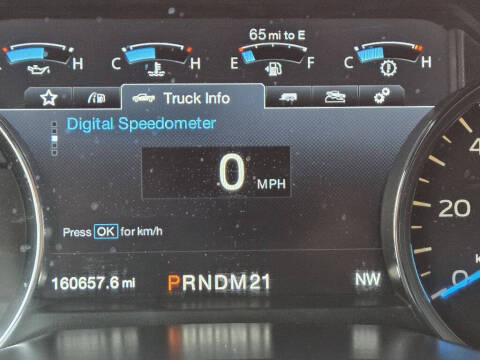 65 mi to E
H C H E F C H
Truck Info
Digital Speedometer
0 MPH
Press OK for km/h
160657.6 mi PRNDM21 NW
20
0